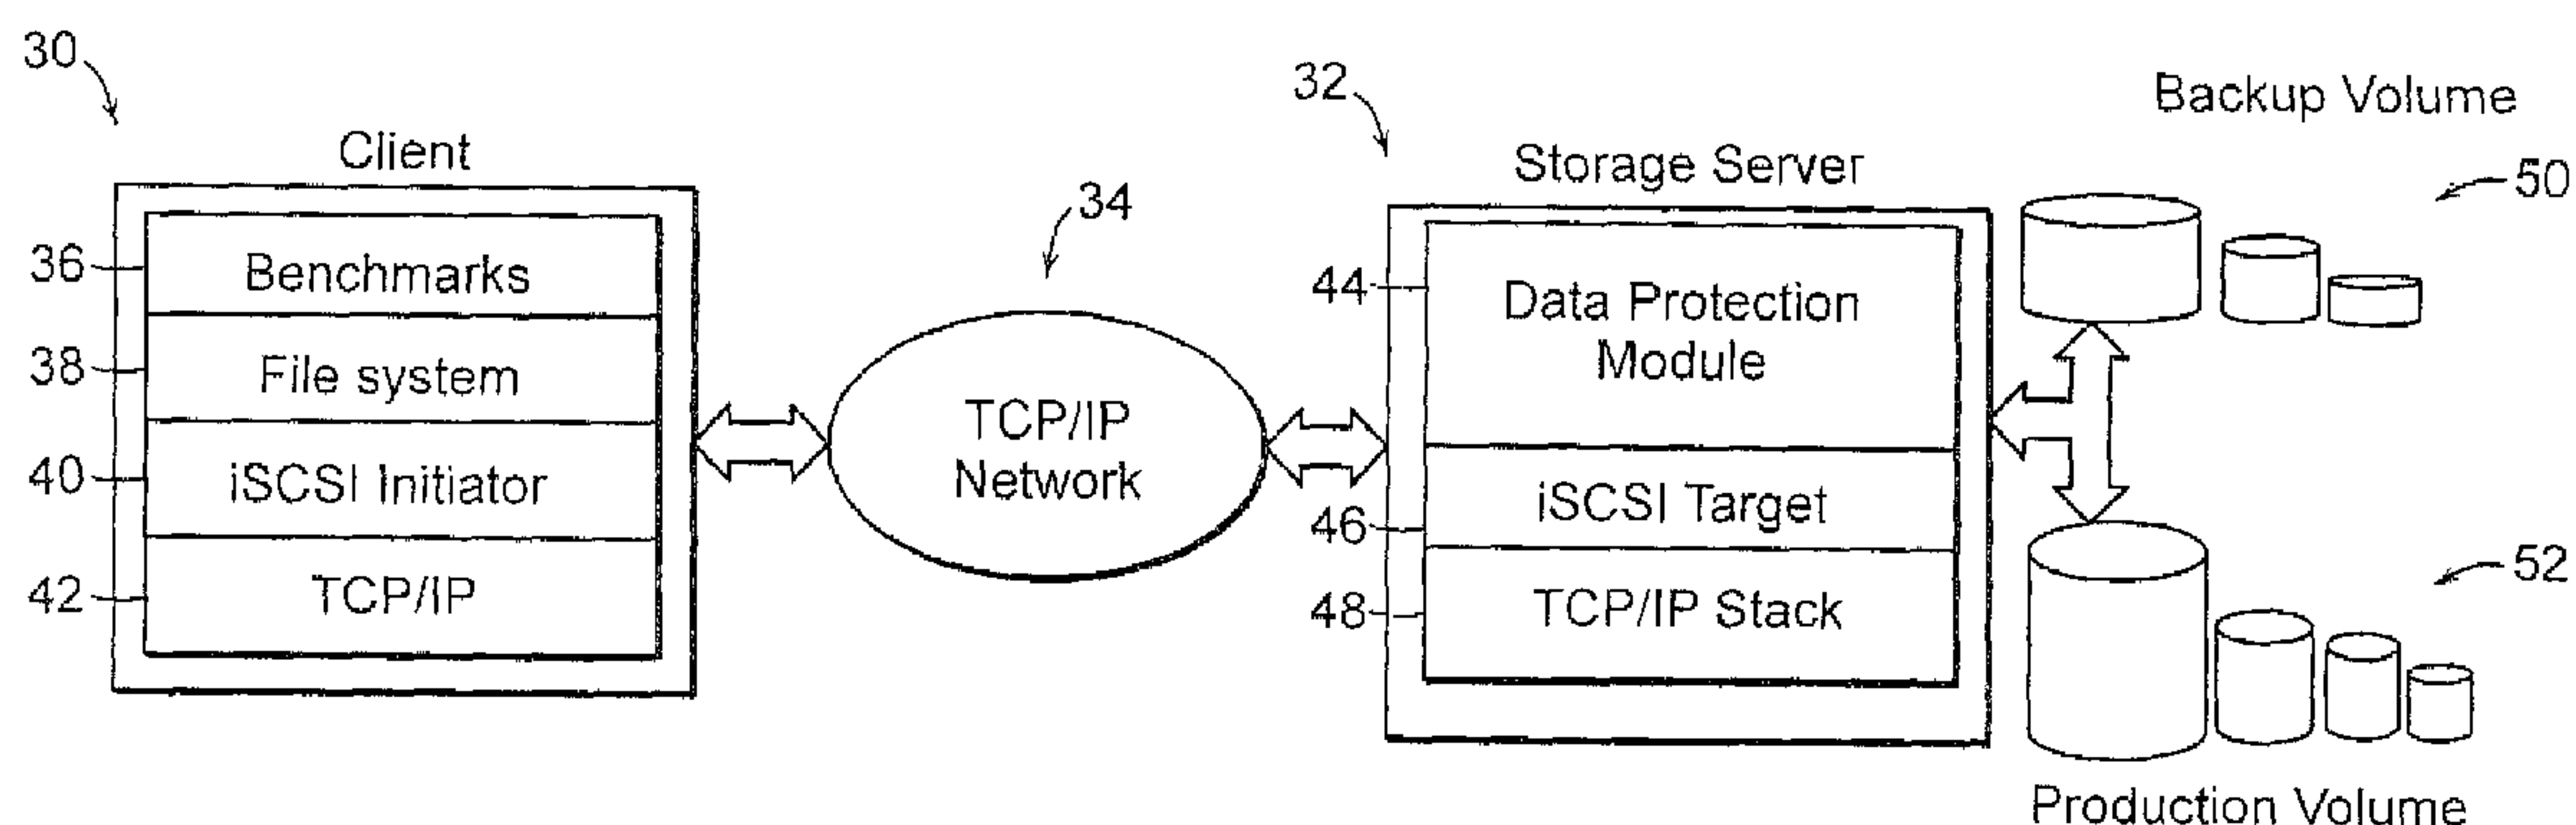 30
Client
36
Benchmarks
38
File system
40
iSCSI Initiator
42
TCP/IP
34
TCP/IP
Network
32
Storage Server
44
Data Protection
Module
46
iSCSI Target
48
TCP/IP Stack
Backup Volume
50
52
Production Volume